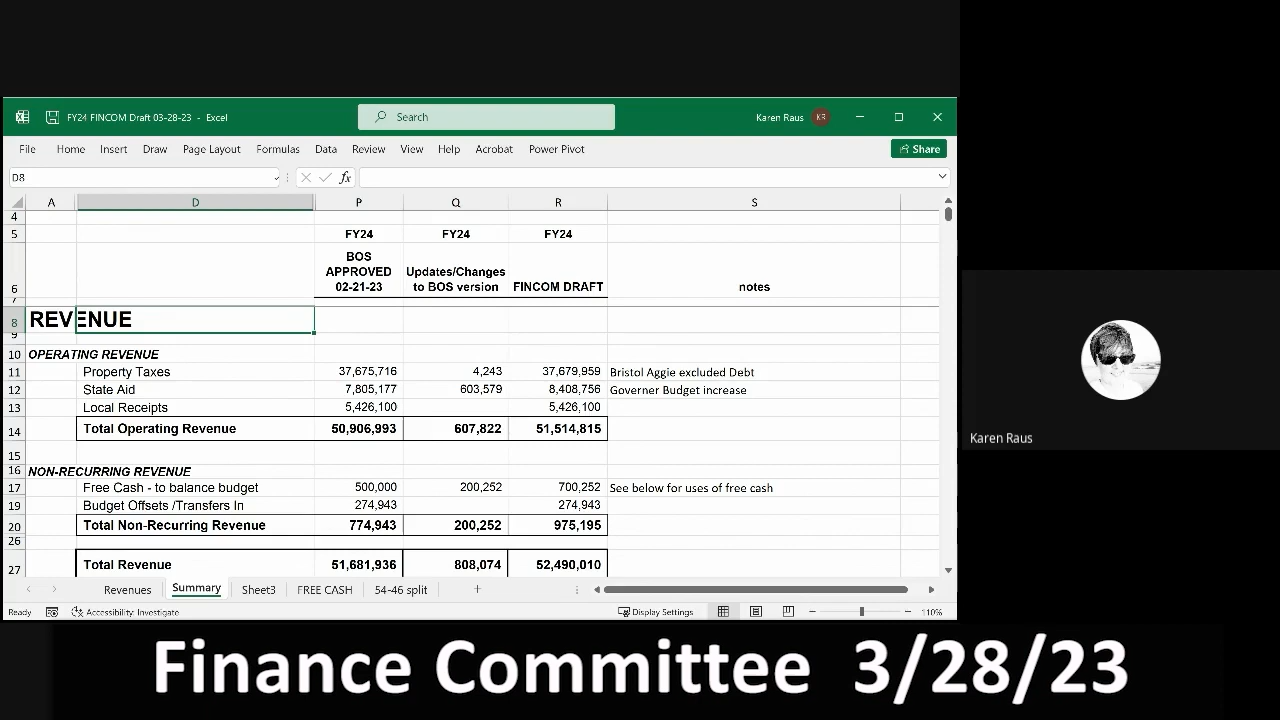 FY24 FINCOM Draft 03-28-23 - Excel
Search
Karen Raus KR
File Home Insert Draw Page Layout Formulas Data Review View Help Acrobat Power Pivot
Share
D8
fx
A D P Q R S
4
5 FY24 FY24 FY24
BOS
APPROVED Updates/Changes
6 02-21-23 to BOS version FINCOM DRAFT notes
7
8 REVENUE
9
10 OPERATING REVENUE
11 Property Taxes 37,675,716 4,243 37,679,959 Bristol Aggie excluded Debt
12 State Aid 7,805,177 603,579 8,408,756 Governer Budget increase
13 Local Receipts 5,426,100 5,426,100
14 Total Operating Revenue 50,906,993 607,822 51,514,815
15
16 NON-RECURRING REVENUE
17 Free Cash - to balance budget 500,000 200,252 700,252 See below for uses of free cash
19 Budget Offsets /Transfers In 274,943 274,943
20 Total Non-Recurring Revenue 774,943 200,252 975,195
26
27 Total Revenue 51,681,936 808,074 52,490,010
Revenues Summary Sheet3 FREE CASH 54-46 split
Ready Accessibility: Investigate Display Settings 110%
Karen Raus
Finance Committee 3/28/23